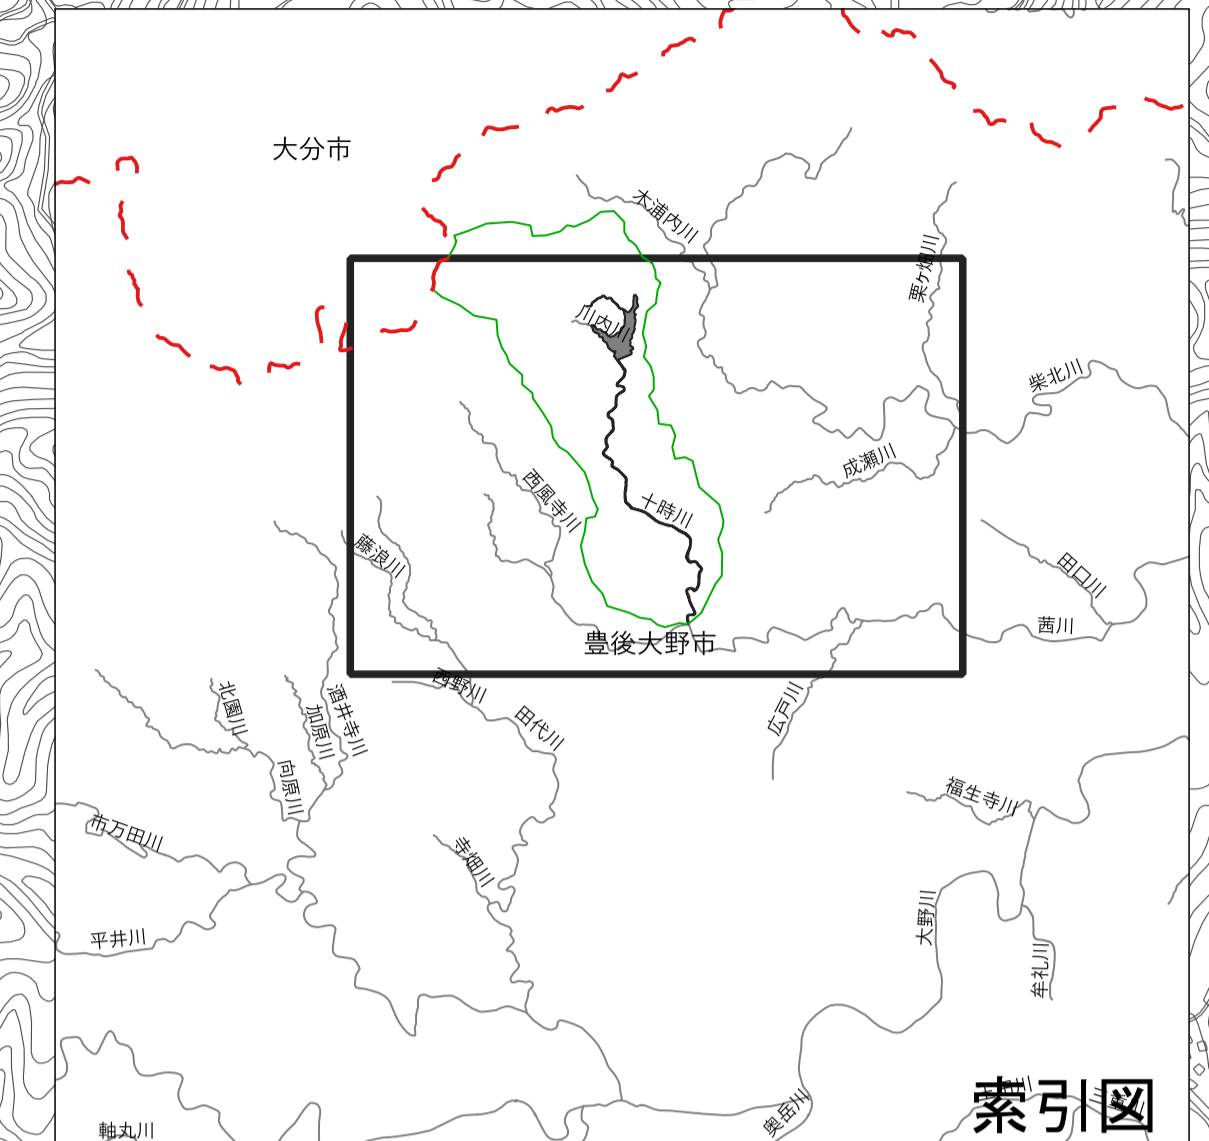 大分市
木浦内川
栗ヶ畑川
川内川
柴北川
成瀬川
西風寺川
十時川
藤浪川
田口川
茜川
豊後大野市
西野川
北園川
酒井寺川
加原川
田代川
広戸川
向原川
福生寺川
市万田川
寺畑川
大野川
平井川
牟礼川
索引図
奥岳川
軸丸川